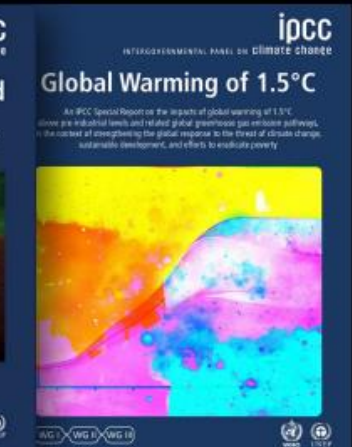 ipcc
INTERGOVERNMENTAL PANEL ON climate change
Global Warming of 1.5°C
An IPCC Special Report on the impacts of global warming of 1.5°C
above pre-industrial levels and related global greenhouse gas emission pathways,
in the context of strengthening the global response to the threat of climate change,
sustainable development, and efforts to eradicate poverty
WG I WG II WG III
WMO
UNEP